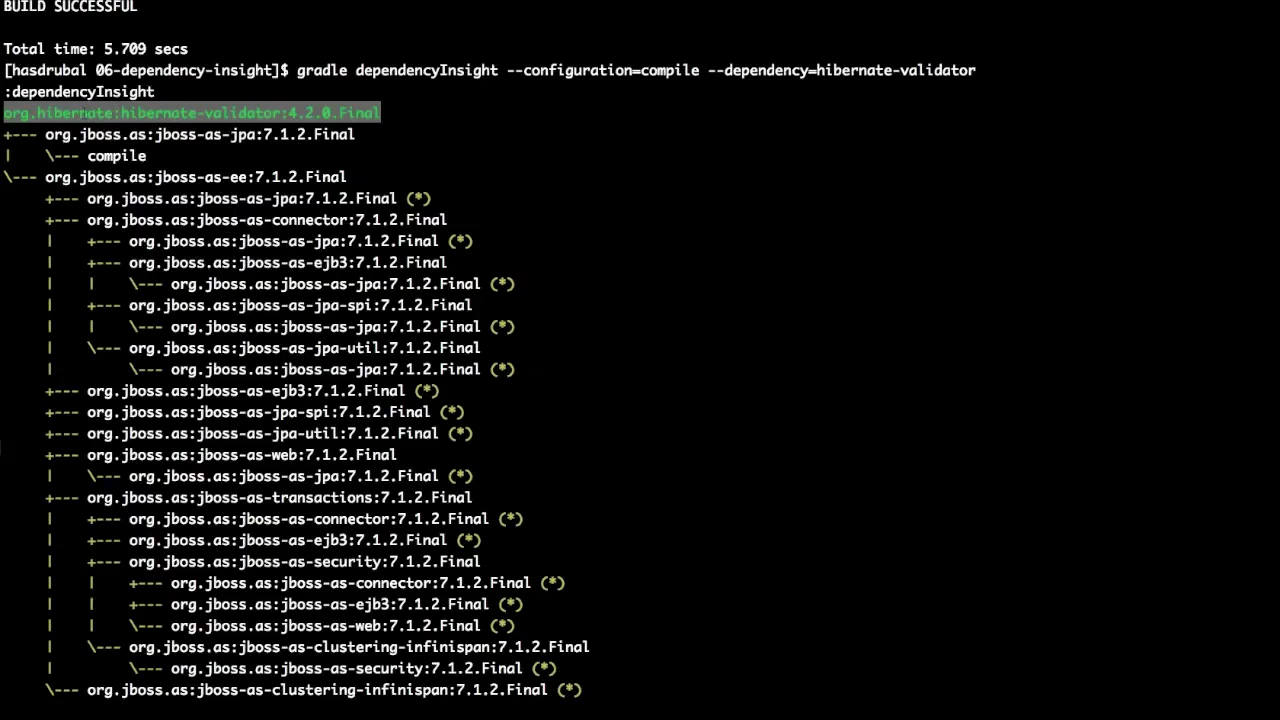 BUILD SUCCESSFUL
Total time: 5.709 secs
[hasdrubal 06-dependency-insight]$ gradle dependencyInsight --configuration=compile --dependency=hibernate-validator
:dependencyInsight
org.hibernate:hibernate-validator:4.2.0.Final
+--- org.jboss.as:jboss-as-jpa:7.1.2.Final
|    \--- compile
\--- org.jboss.as:jboss-as-ee:7.1.2.Final
     +--- org.jboss.as:jboss-as-jpa:7.1.2.Final (*)
     +--- org.jboss.as:jboss-as-connector:7.1.2.Final
     |    +--- org.jboss.as:jboss-as-jpa:7.1.2.Final (*)
     |    +--- org.jboss.as:jboss-as-ejb3:7.1.2.Final
     |    |    \--- org.jboss.as:jboss-as-jpa:7.1.2.Final (*)
     |    +--- org.jboss.as:jboss-as-jpa-spi:7.1.2.Final
     |    |    \--- org.jboss.as:jboss-as-jpa:7.1.2.Final (*)
     |    \--- org.jboss.as:jboss-as-jpa-util:7.1.2.Final
     |         \--- org.jboss.as:jboss-as-jpa:7.1.2.Final (*)
     +--- org.jboss.as:jboss-as-ejb3:7.1.2.Final (*)
     +--- org.jboss.as:jboss-as-jpa-spi:7.1.2.Final (*)
     +--- org.jboss.as:jboss-as-jpa-util:7.1.2.Final (*)
     +--- org.jboss.as:jboss-as-web:7.1.2.Final
     |    \--- org.jboss.as:jboss-as-jpa:7.1.2.Final (*)
     +--- org.jboss.as:jboss-as-transactions:7.1.2.Final
     |    +--- org.jboss.as:jboss-as-connector:7.1.2.Final (*)
     |    +--- org.jboss.as:jboss-as-ejb3:7.1.2.Final (*)
     |    +--- org.jboss.as:jboss-as-security:7.1.2.Final
     |    |    +--- org.jboss.as:jboss-as-connector:7.1.2.Final (*)
     |    |    +--- org.jboss.as:jboss-as-ejb3:7.1.2.Final (*)
     |    |    \--- org.jboss.as:jboss-as-web:7.1.2.Final (*)
     |    \--- org.jboss.as:jboss-as-clustering-infinispan:7.1.2.Final
     |         \--- org.jboss.as:jboss-as-security:7.1.2.Final (*)
     \--- org.jboss.as:jboss-as-clustering-infinispan:7.1.2.Final (*)